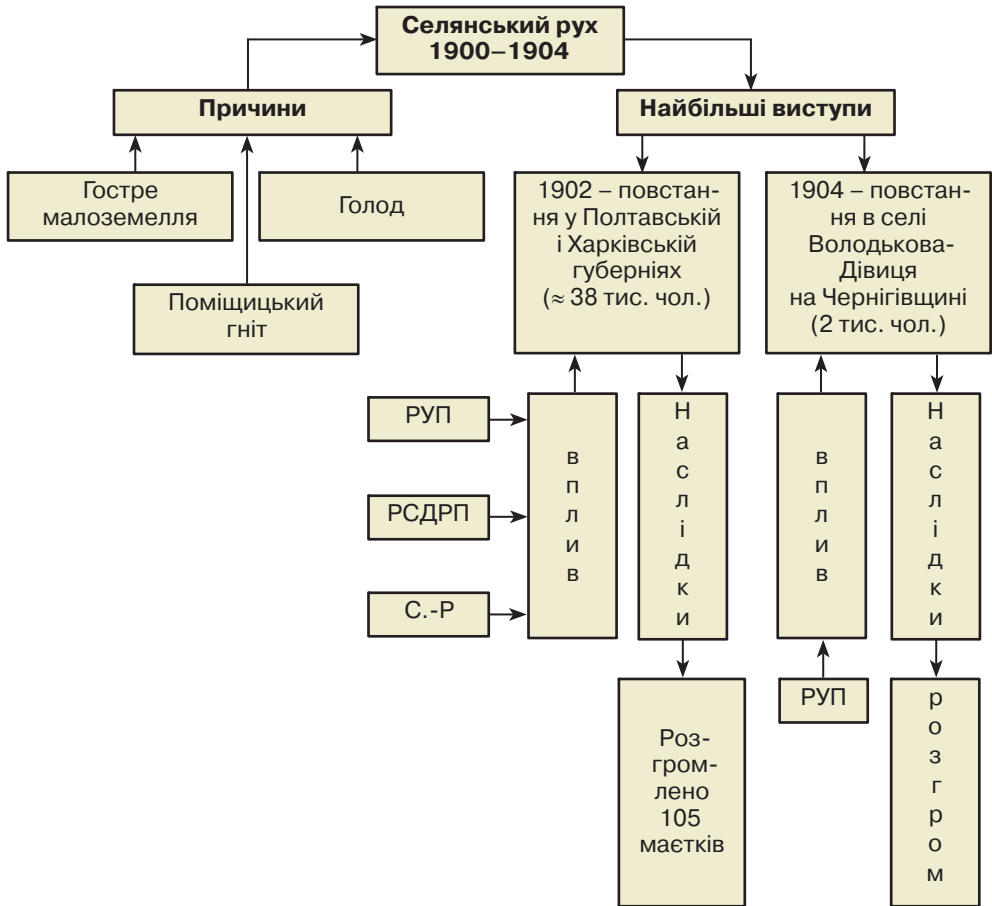 Селянський рух
1900–1904
Причини
Найбільші виступи
Гостре
малоземелля
Голод
Поміщицький
гніт
1902 – повстан-
ня у Полтавській
і Харківській
губерніях
(≈ 38 тис. чол.)
1904 – повстан-
ня в селі
Володькова-
Дівиця
на Чернігівщині
(2 тис. чол.)
РУП
РСДРП
С.-Р
в
п
л
и
в
Н
а
с
л
і
д
к
и
в
п
л
и
в
Н
а
с
л
і
д
к
и
Роз-
гром-
лено
105
маєтків
РУП
р
о
з
г
р
о
м